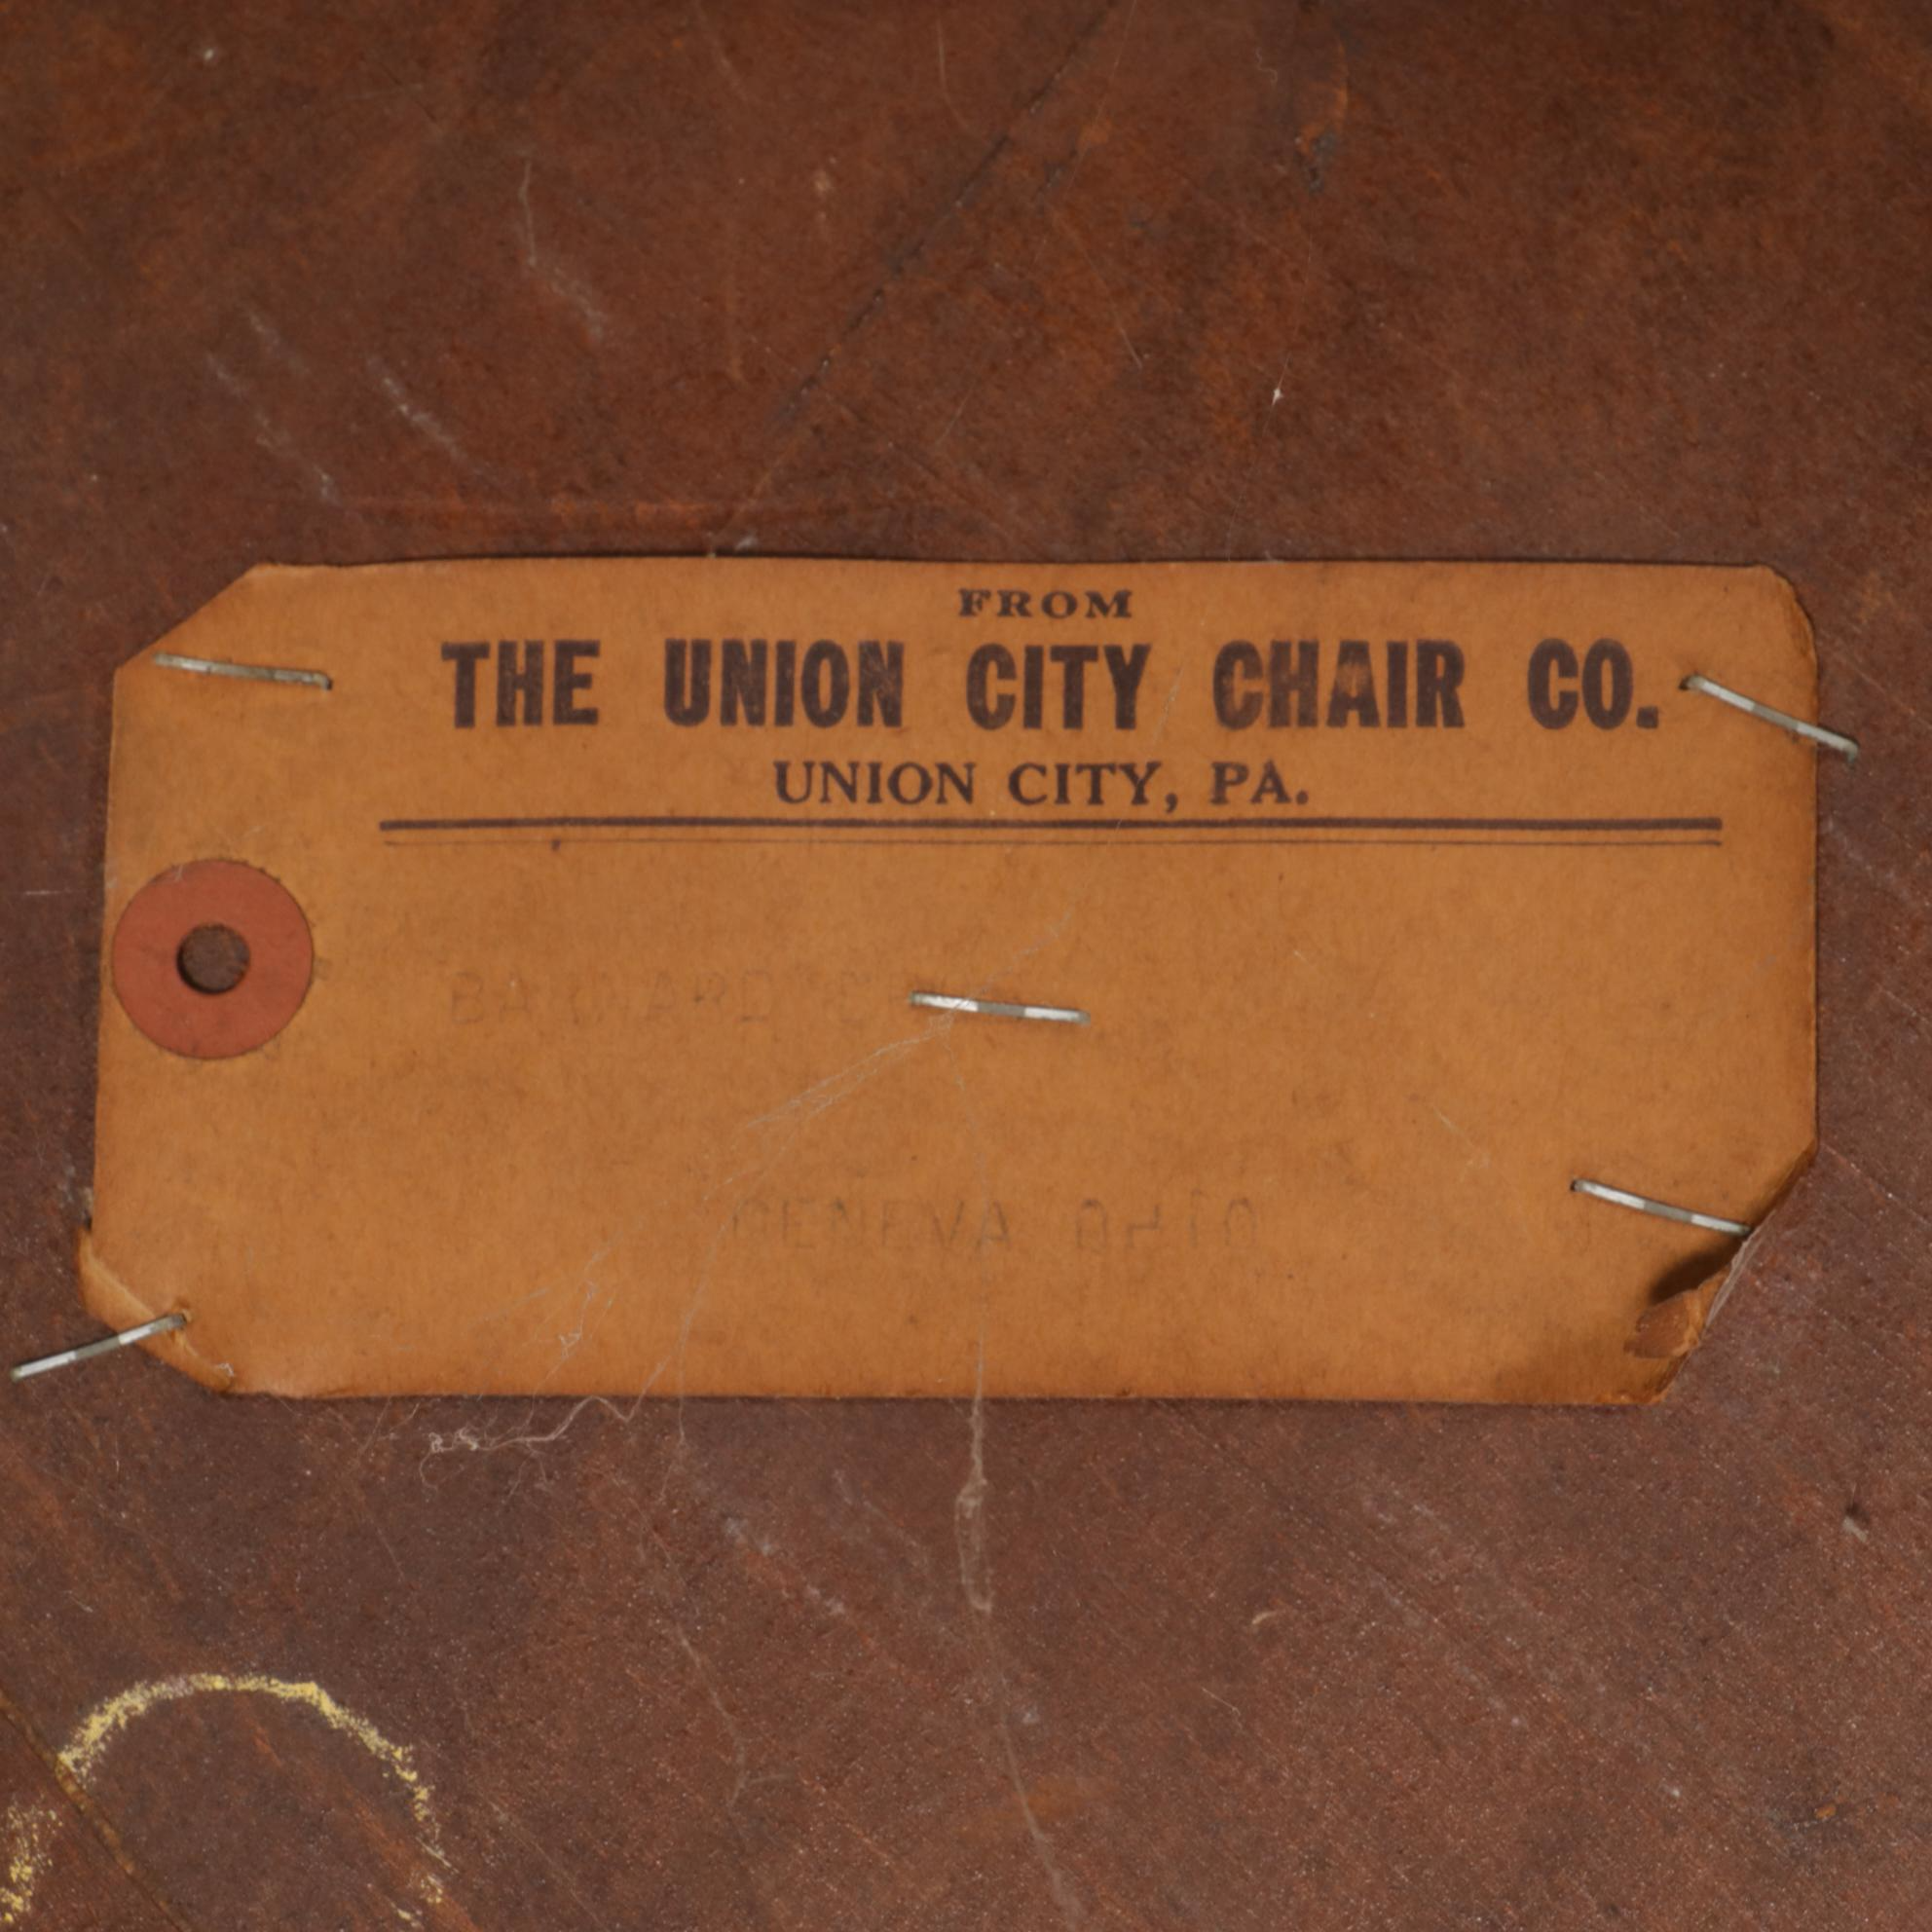 FROM
THE UNION CITY CHAIR CO.
UNION CITY, PA.
GENEVA OHIO